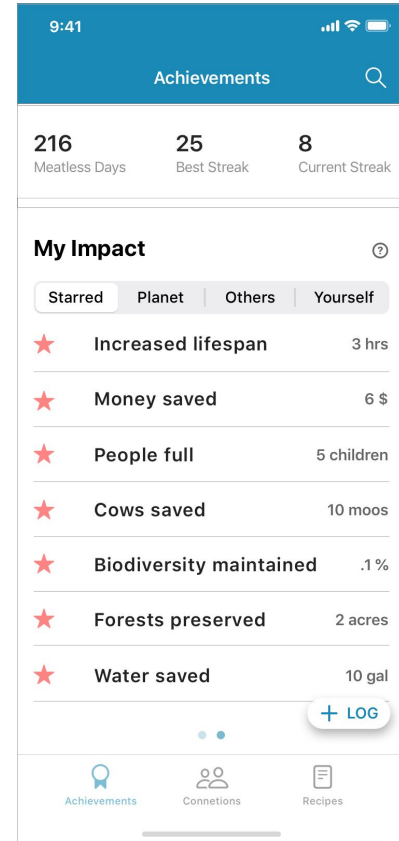 9:41
Achievements
216 25 8
Meatless Days Best Streak Current Streak
My Impact ?
Starred Planet Others Yourself
Increased lifespan 3 hrs
Money saved 6 $
People full 5 children
Cows saved 10 moos
Biodiversity maintained .1 %
Forests preserved 2 acres
Water saved 10 gal
+ LOG
Achievements Connetions Recipes